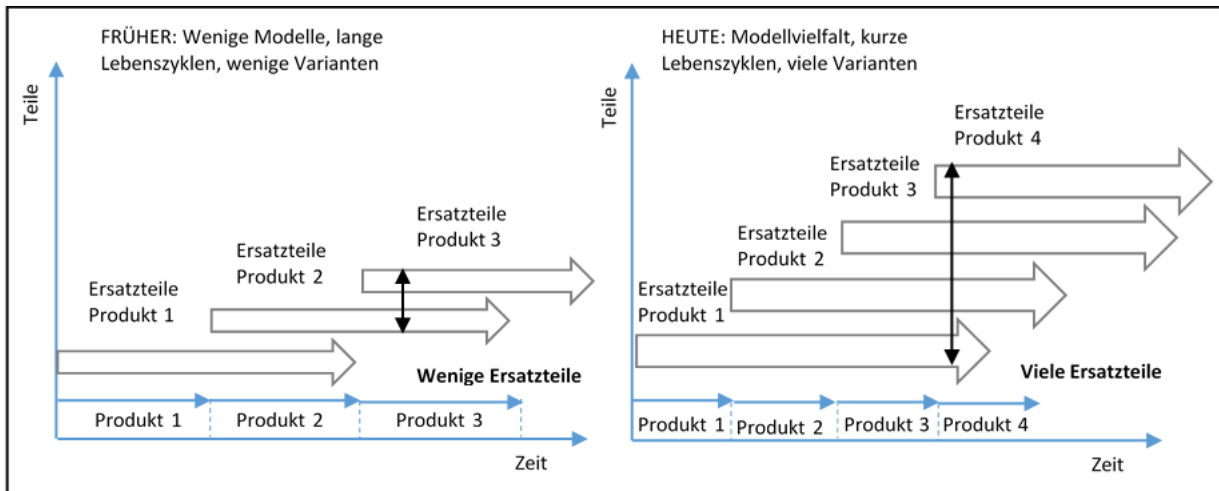 FRÜHER: Wenige Modelle, lange
Lebenszyklen, wenige Varianten
Teile
Ersatzteile
Produkt 3
Ersatzteile
Produkt 2
Ersatzteile
Produkt 1
Wenige Ersatzteile
Produkt 1
Produkt 2
Produkt 3
Zeit
HEUTE: Modellvielfalt, kurze
Lebenszyklen, viele Varianten
Teile
Ersatzteile
Produkt 4
Ersatzteile
Produkt 3
Ersatzteile
Produkt 2
Ersatzteile
Produkt 1
Viele Ersatzteile
Produkt 1
Produkt 2
Produkt 3
Produkt 4
Zeit